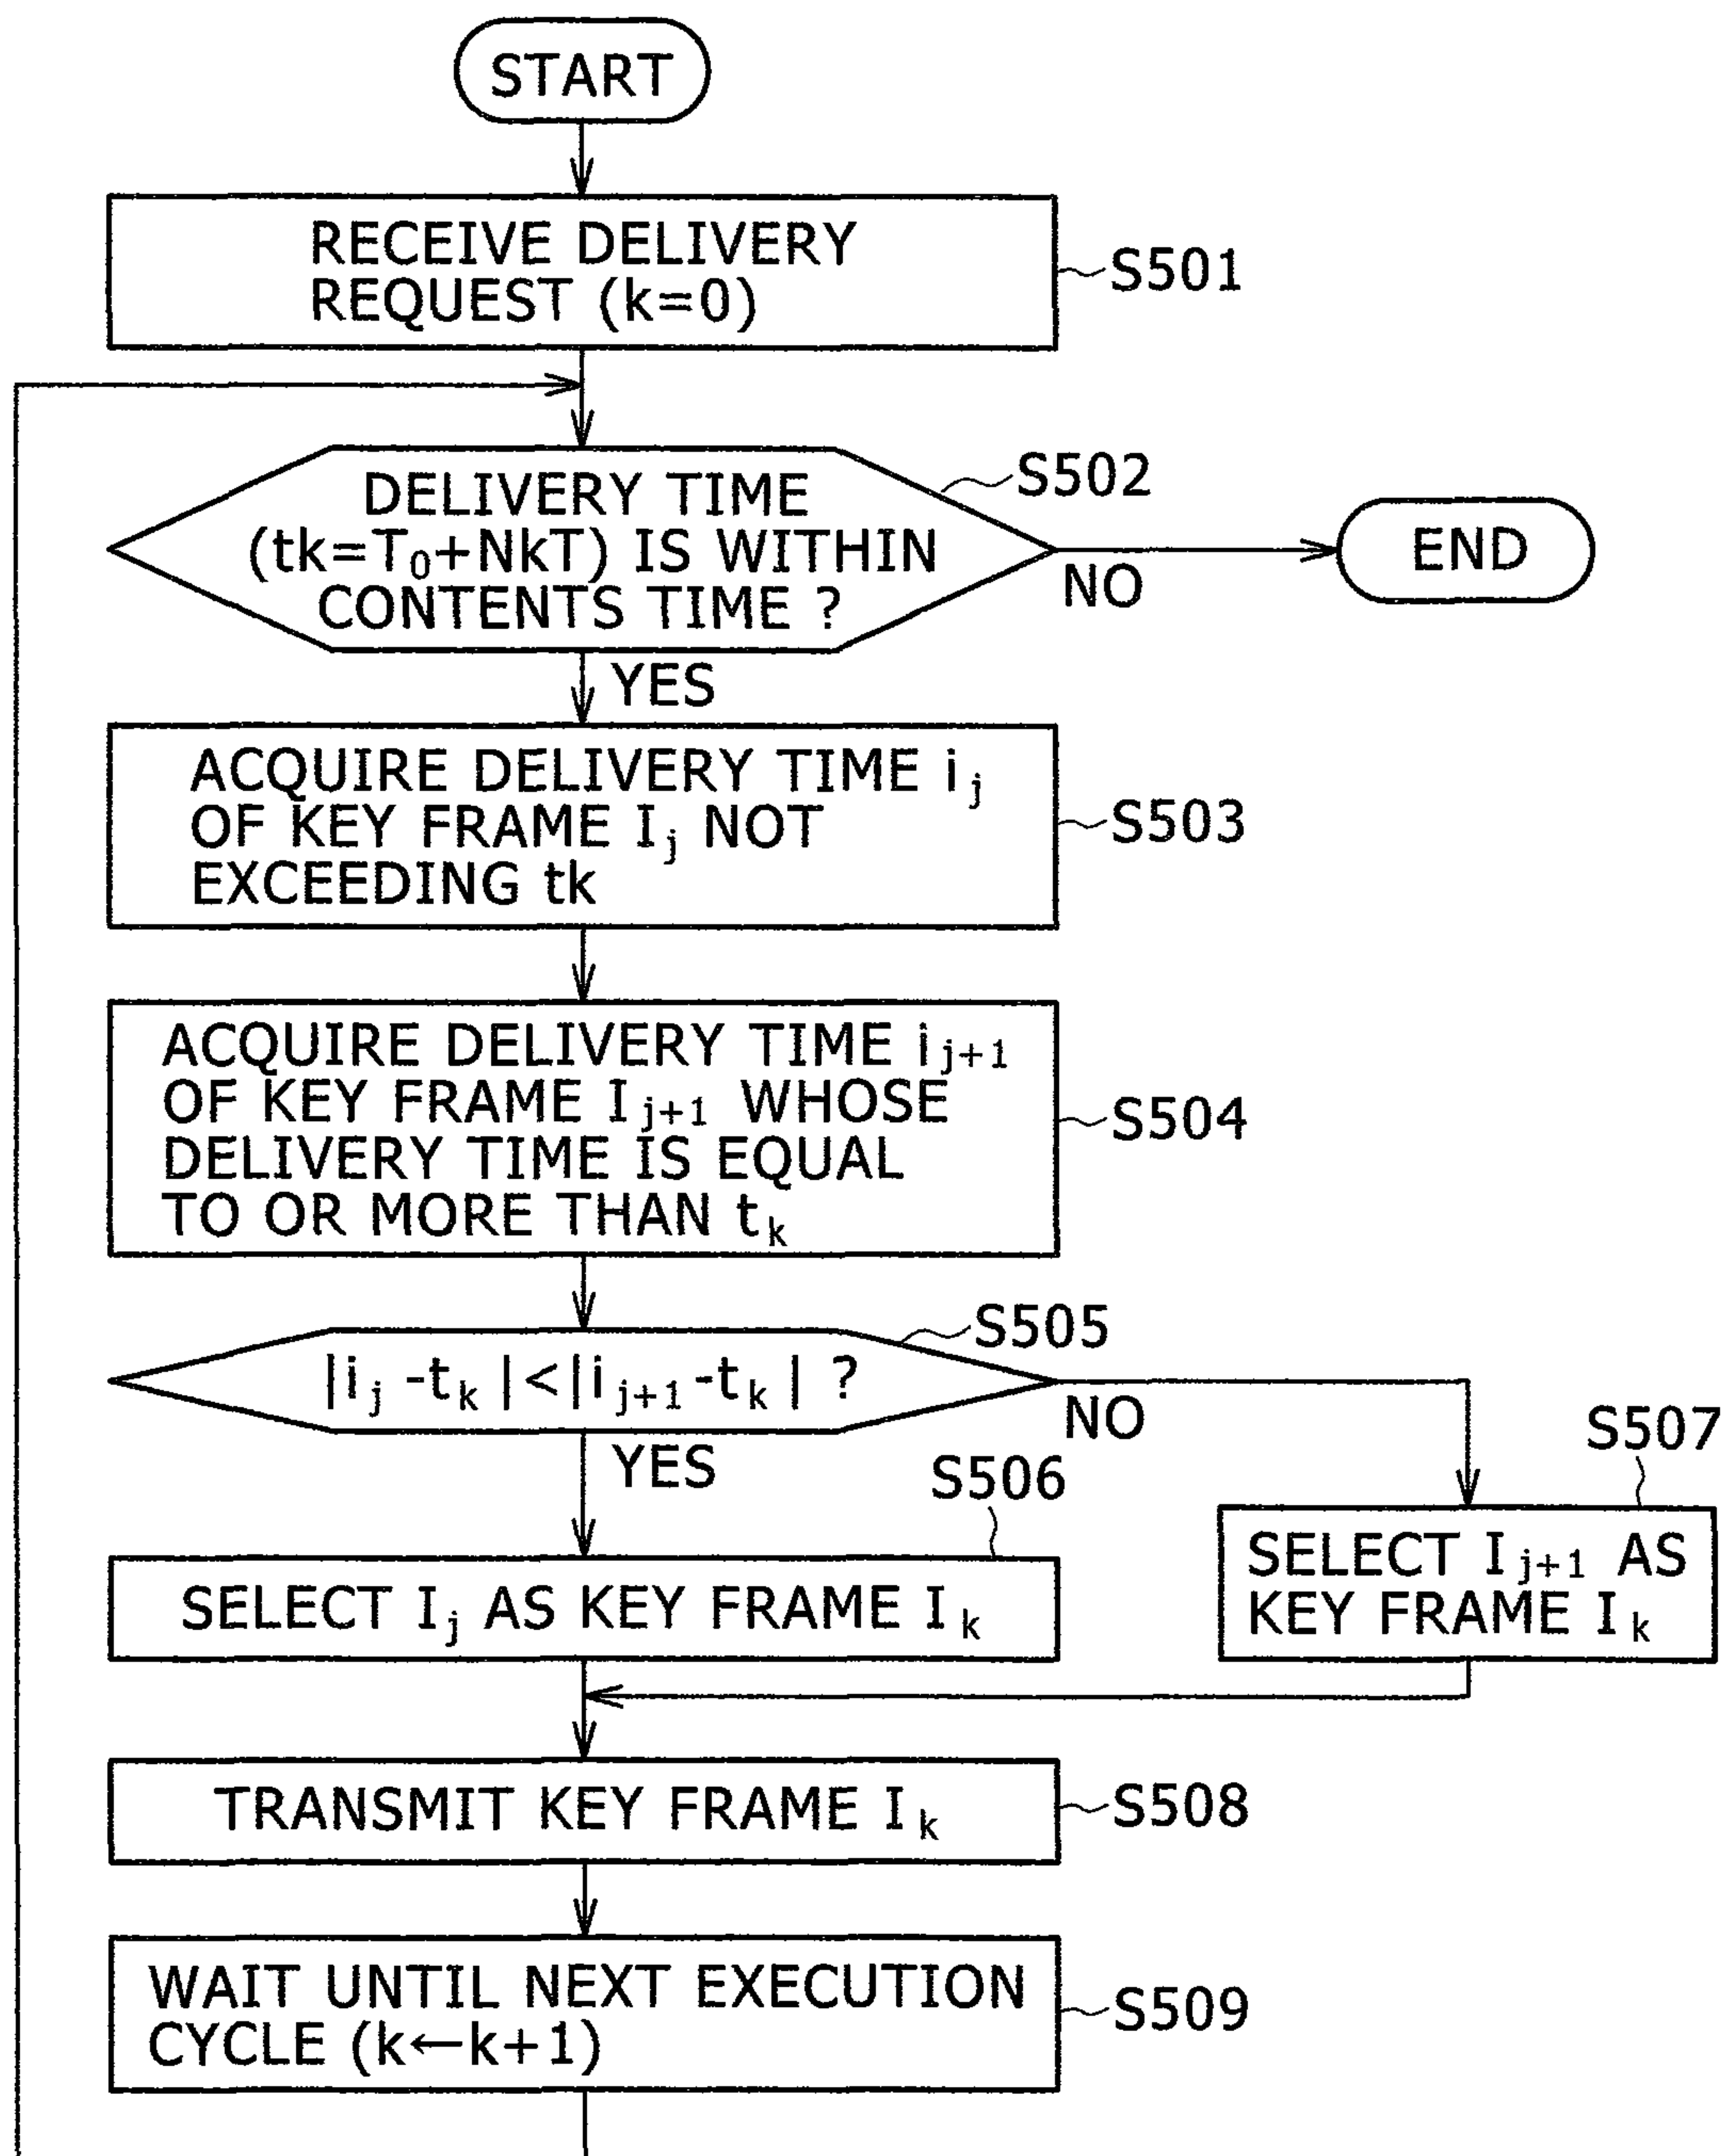 START
RECEIVE DELIVERY
REQUEST (k=0)
S501
DELIVERY TIME
(tk=T₀+NkT) IS WITHIN
CONTENTS TIME ?
S502
NO
END
YES
ACQUIRE DELIVERY TIME iⱼ
OF KEY FRAME Iⱼ NOT
EXCEEDING tk
S503
ACQUIRE DELIVERY TIME iⱼ₊₁
OF KEY FRAME Iⱼ₊₁ WHOSE
DELIVERY TIME IS EQUAL
TO OR MORE THAN tₖ
S504
|iⱼ -tₖ |<|iⱼ₊₁-tₖ | ?
S505
NO
YES
S506
S507
SELECT Iⱼ AS KEY FRAME Iₖ
SELECT Iⱼ₊₁ AS
KEY FRAME Iₖ
TRANSMIT KEY FRAME Iₖ
S508
WAIT UNTIL NEXT EXECUTION
CYCLE (k←k+1)
S509